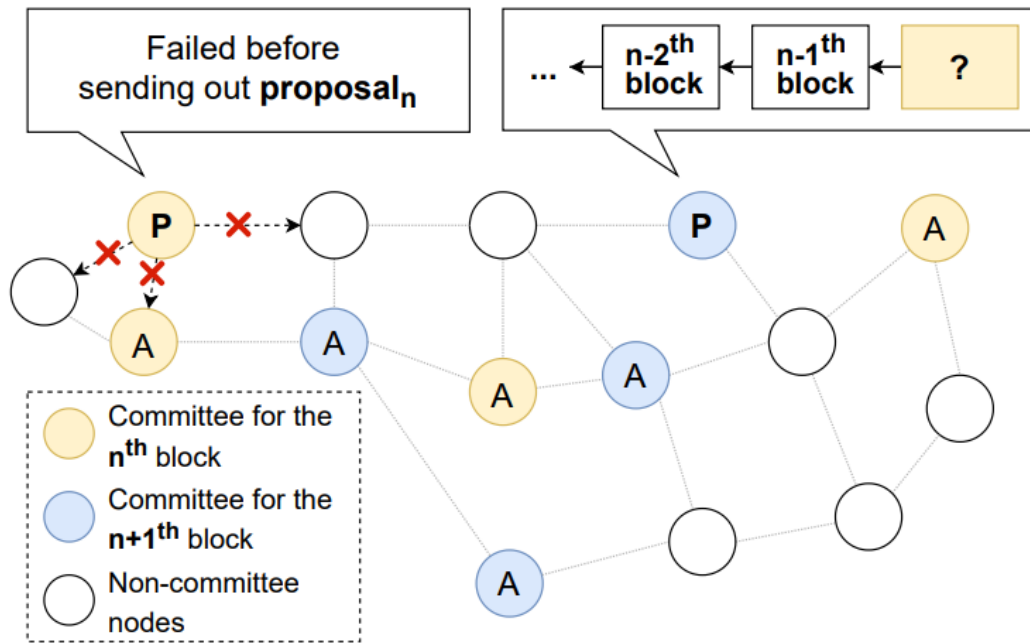 Failed before
sending out proposalₙ
... n-2ᵗʰ block n-1ᵗʰ block ?
P
P
A
A
A
A
A
A
Committee for the
nᵗʰ block
Committee for the
n+1ᵗʰ block
Non-committee
nodes